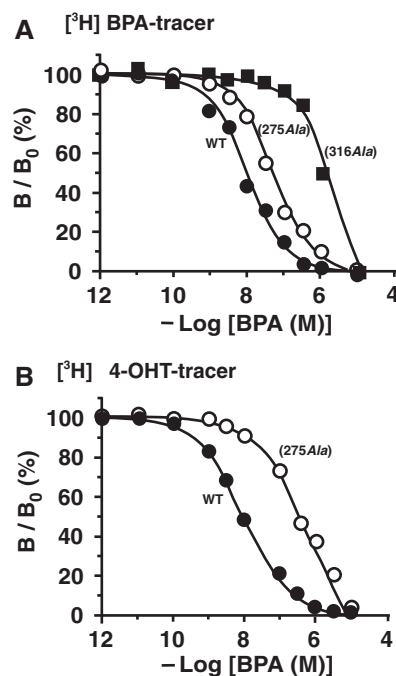 A [³H] BPA-tracer
B / B₀ (%)
100
80
60
40
20
0
WT
(275Ala)
(316Ala)
12 10 8 6 4
– Log [BPA (M)]
B [³H] 4-OHT-tracer
B / B₀ (%)
100
80
60
40
20
0
WT
(275Ala)
12 10 8 6 4
– Log [BPA (M)]